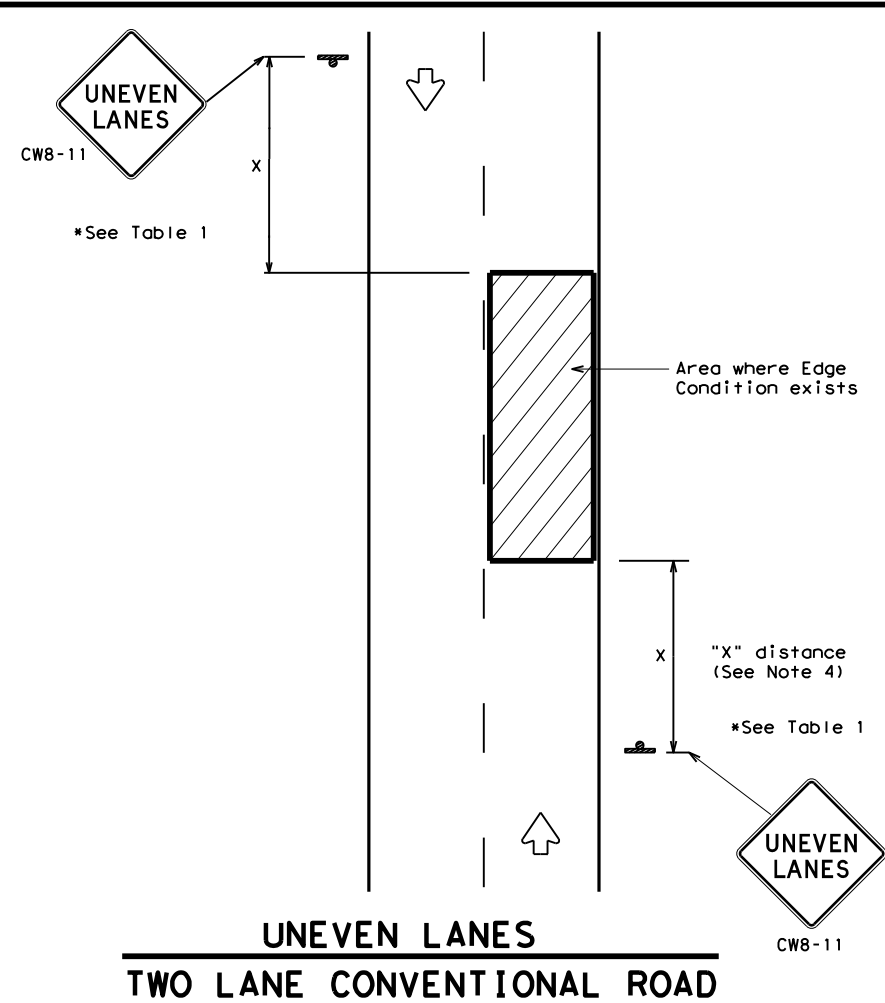 UNEVEN
LANES
CW8-11
X
*See Table 1
Area where Edge
Condition exists
X
"X" distance
(See Note 4)
*See Table 1
UNEVEN
LANES
CW8-11
UNEVEN LANES
TWO LANE CONVENTIONAL ROAD